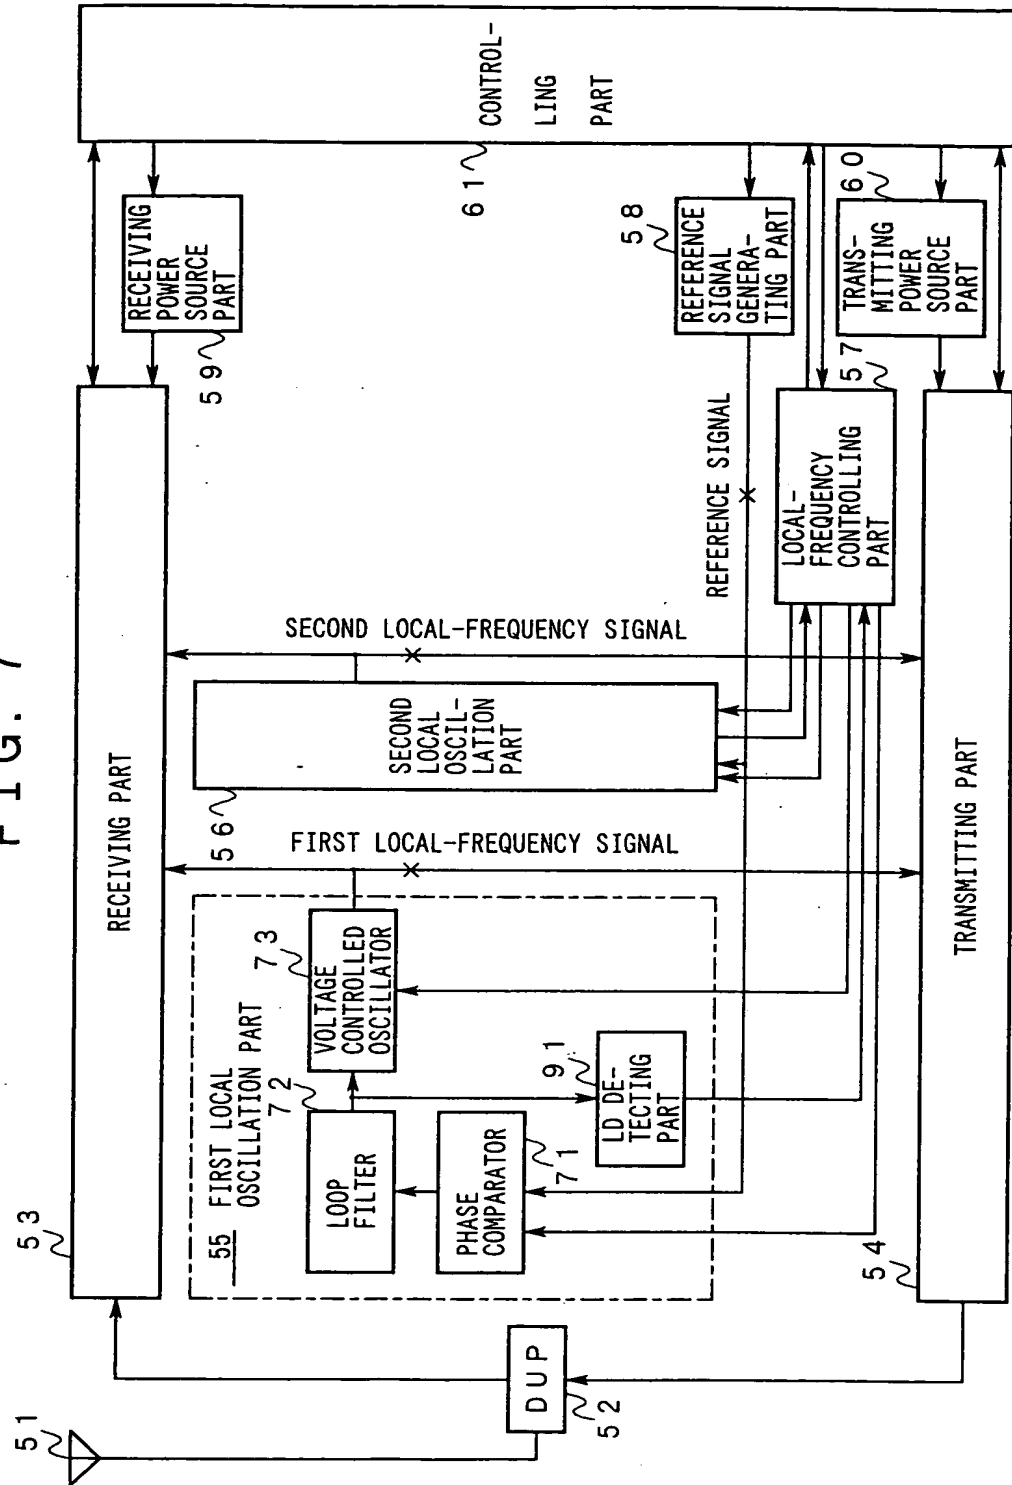 FIG. 7
51
53
RECEIVING PART
59
RECEIVING
POWER
SOURCE
PART
CONTROL-
LING
PART
61
55
FIRST LOCAL
OSCILLATION PART
72
LOOP
FILTER
73
VOLTAGE
CONTROLLED
OSCILLATOR
56
SECOND
LOCAL
OSCIL-
LATION
PART
FIRST LOCAL-FREQUENCY SIGNAL
SECOND LOCAL-FREQUENCY SIGNAL
PHASE
COMPARATOR
71
91
LD DE-
TECTING
PART
REFERENCE SIGNAL
58
REFERENCE
SIGNAL
GENERA-
TING PART
DUP
52
LOCAL-
FREQUENCY
CONTROLLING
PART
57
60
TRANS-
MITTING
POWER
SOURCE
PART
54
TRANSMITTING PART